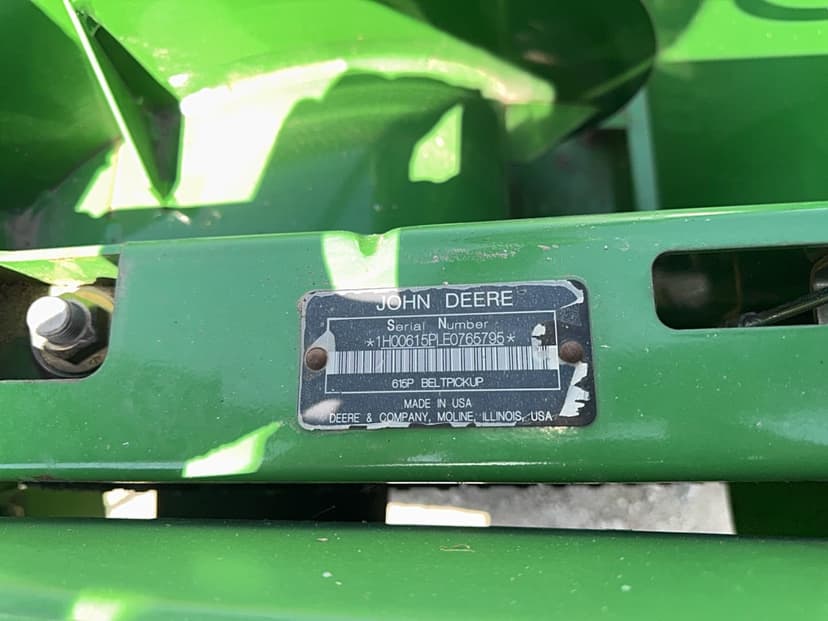 JOHN DEERE
Serial Number
*1H00615PLE0765795*
615P BELTPICKUP
MADE IN USA
DEERE & COMPANY, MOLINE, ILLINOIS, USA